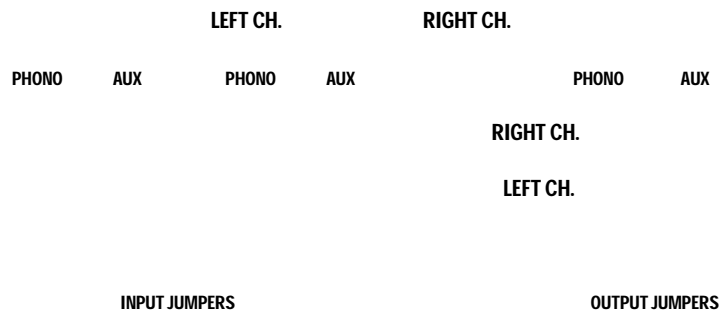 LEFT CH. RIGHT CH.
PHONO AUX PHONO AUX PHONO AUX
RIGHT CH.
LEFT CH.
INPUT JUMPERS OUTPUT JUMPERS